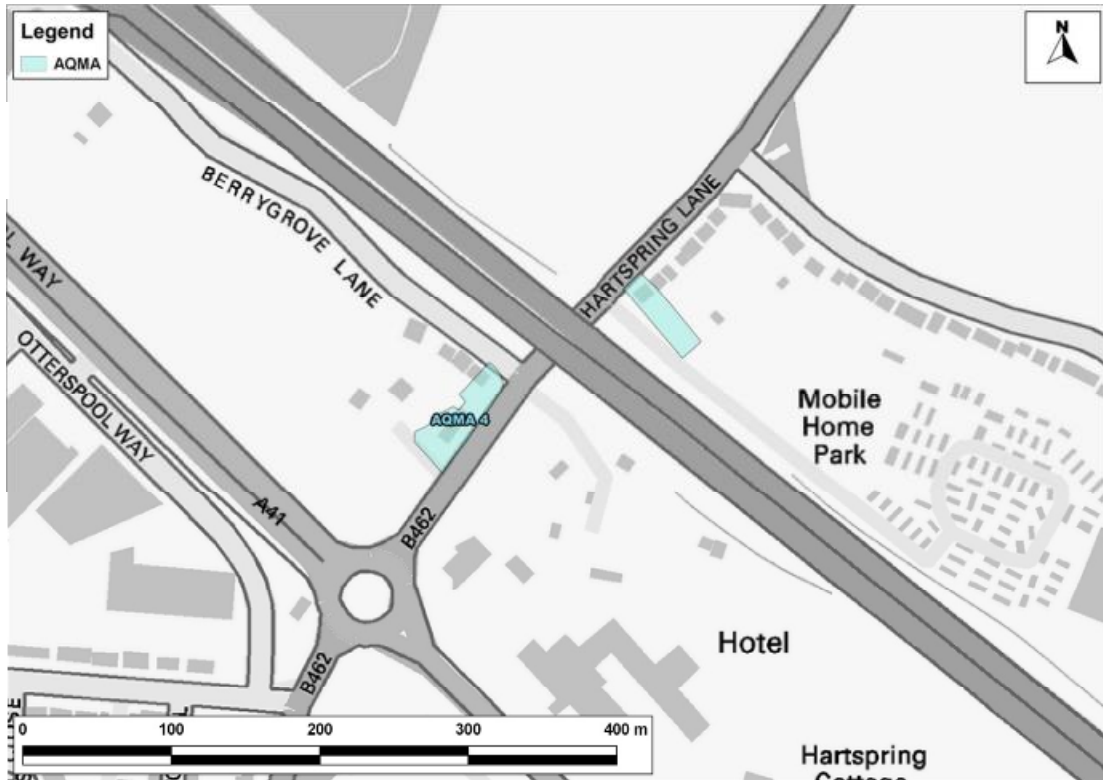 Legend
AQMA
N
BERRYGROVE LANE
HARTSPRING LANE
WAY
OTTERSPOOL WAY
AQMA 4
A41
B462
Mobile
Home
Park
Hotel
B462
0 100 200 300 400 m
Hartspring